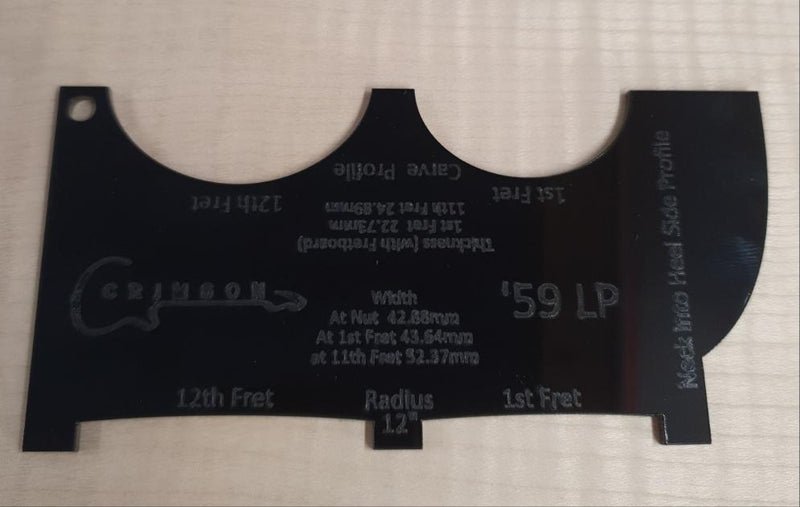 Carve Profile
12th Fret
1st Fret
Thickness (with Fretboard)
1st Fret 22.73mm
11th Fret 24.89mm
CRIMSON
'59 LP
Width
At Nut 42.88mm
At 1st Fret 43.64mm
at 11th Fret 52.37mm
12th Fret
Radius
12"
1st Fret
Neck Into Heel Side Profile